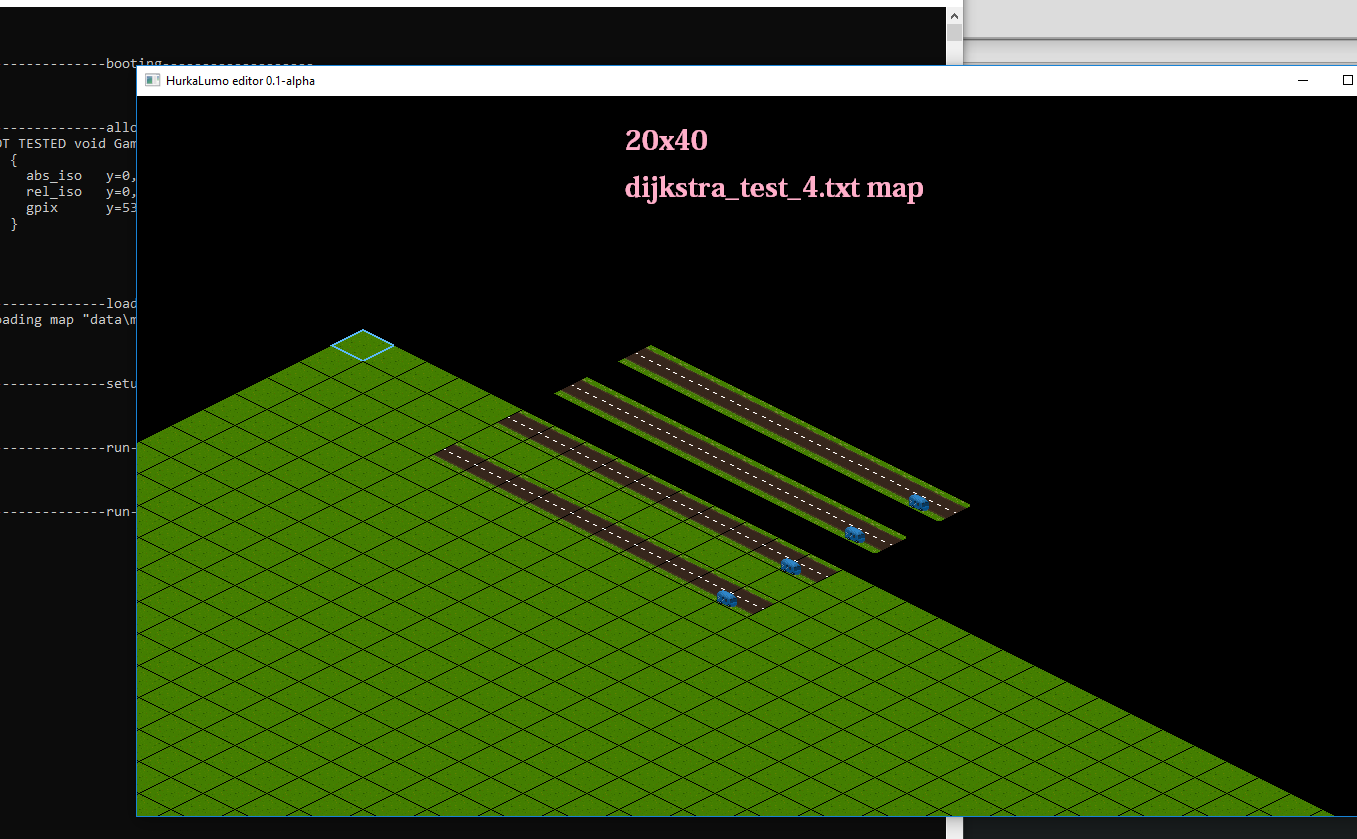 -------------booting-------------------
HurkaLumo editor 0.1-alpha
20x40
dijkstra_test_4.txt map
-------------allo
OT TESTED void Gam
{
abs_iso y=0,
rel_iso y=0,
gpix y=53
}
-------------load
oading map "data\m
-------------setu
-------------run-
-------------run-